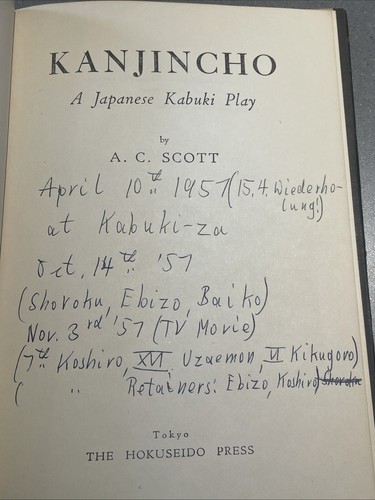 KANJINCHO
A Japanese Kabuki Play
by
A. C. SCOTT
April 10th 1957 (15.4. Wiederho-
lung!)
at Kabuki-za
Oct. 14th '57
(Shoroku, Ebizo, Baiko)
Nov. 3rd '57 (TV Movie)
(7th Koshiro, XVI Uzaemon, VI Kikugoro)
( " Retainers: Ebizo, Koshiro, Shoroku
Tokyo
THE HOKUSEIDO PRESS